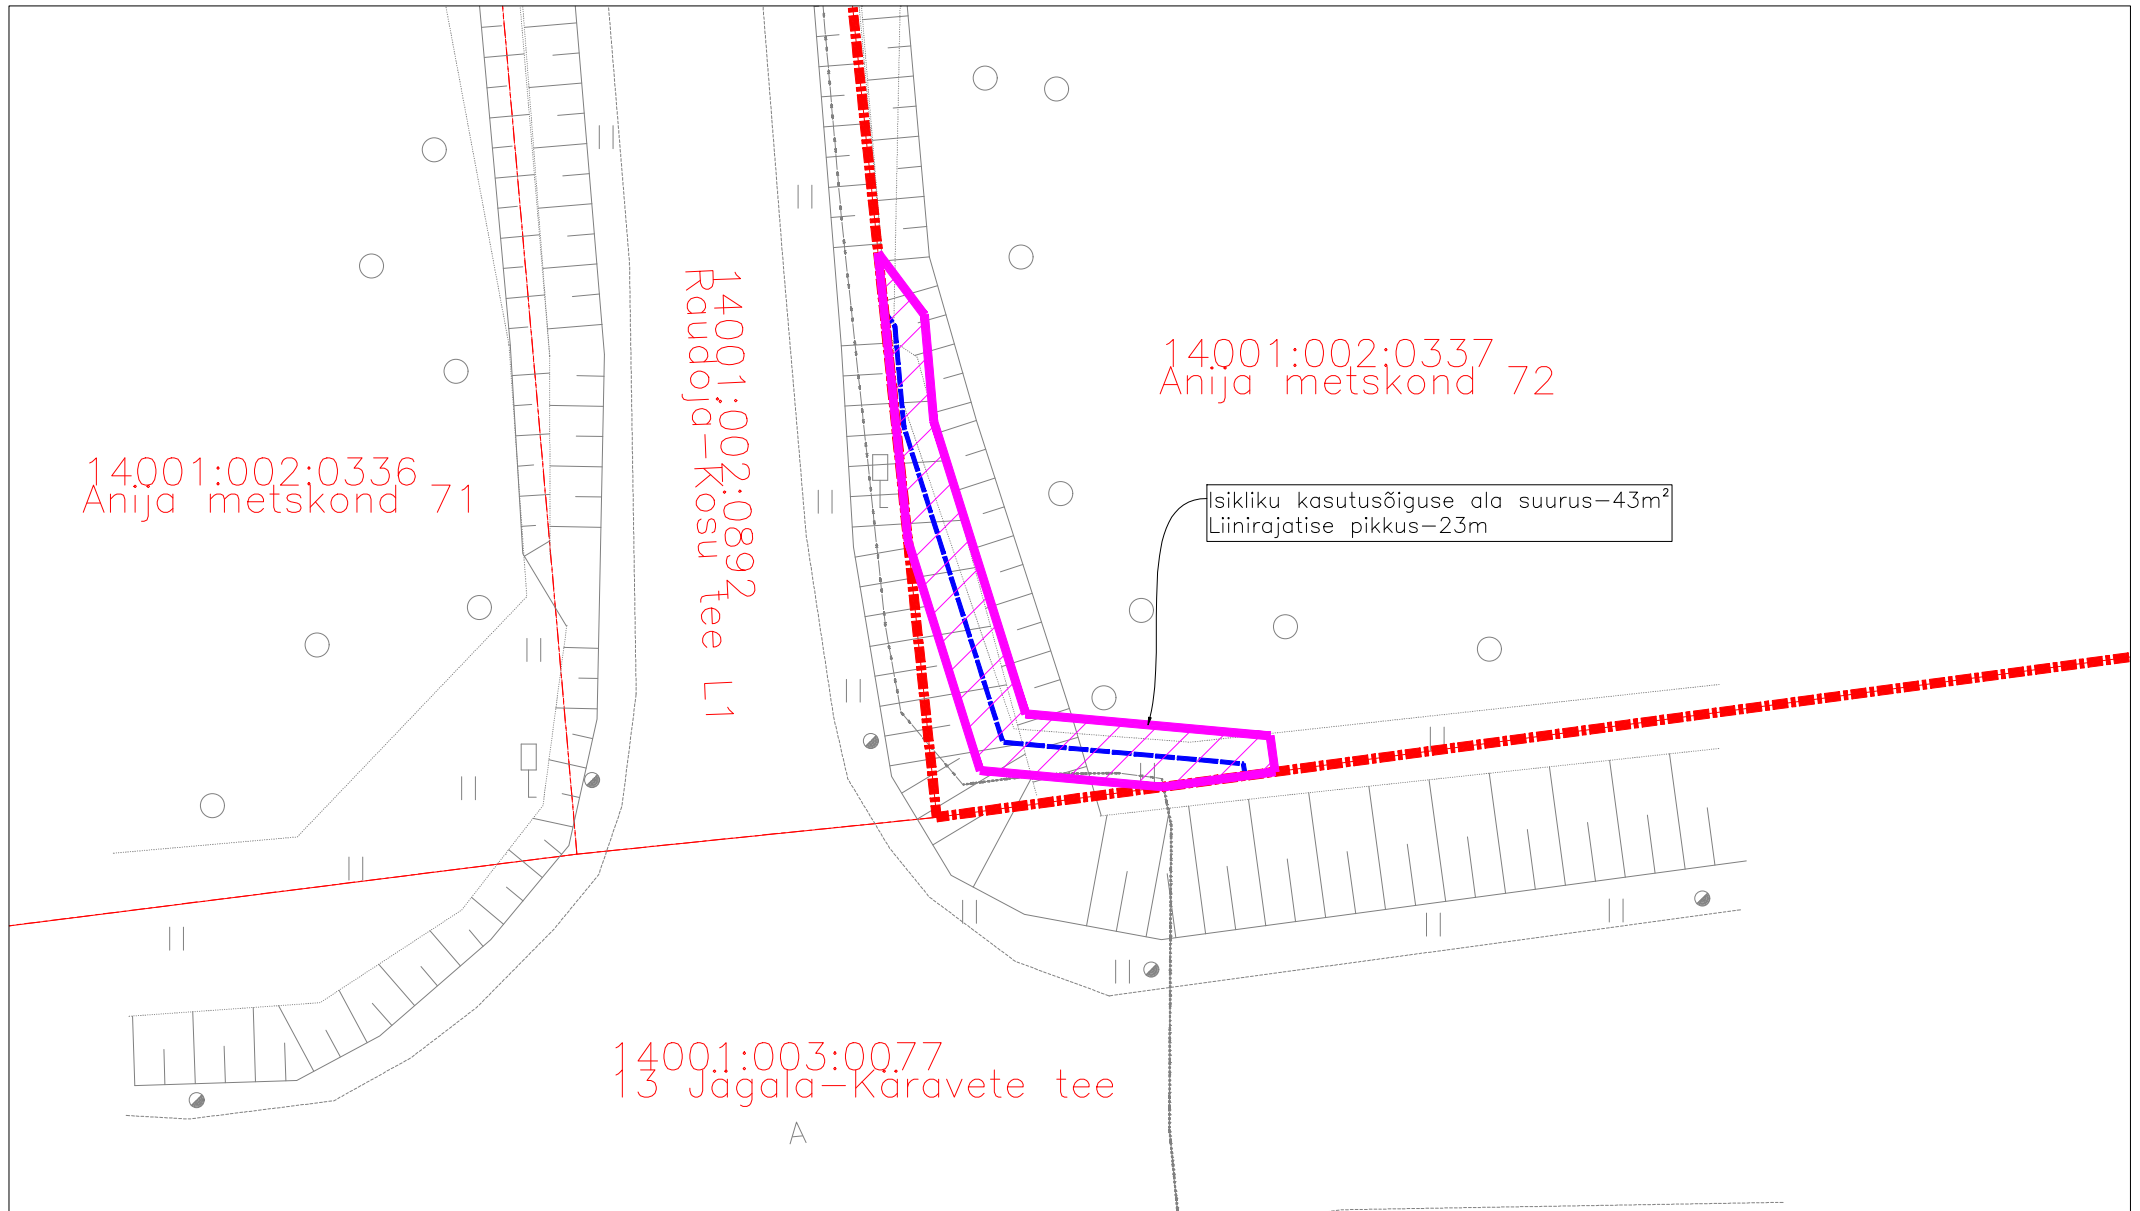 14001:002:0892
Raudoja-Kosu tee L1
14001:002:0337
Anija metskond 72
14001:002:0336
Anija metskond 71
Isikliku kasutusõiguse ala suurus-43m²
Liinirajatise pikkus-23m
14001:003:0077
13 Jägala-Käravete tee
A